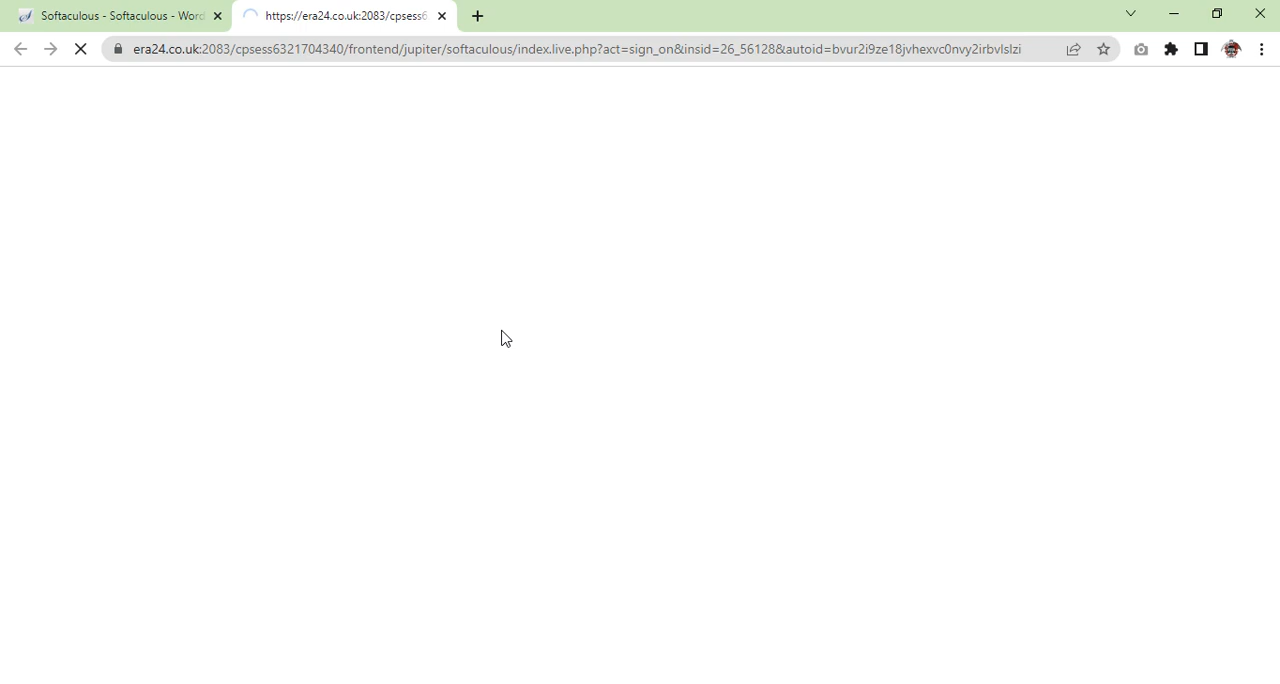 Softaculous - Softaculous - Word
https://era24.co.uk:2083/cpsess6
era24.co.uk:2083/cpsess6321704340/frontend/jupiter/softaculous/index.live.php?act=sign_on&insid=26_56128&autoid=bvur2i9ze18jvhexvc0nvy2irbvlslzi